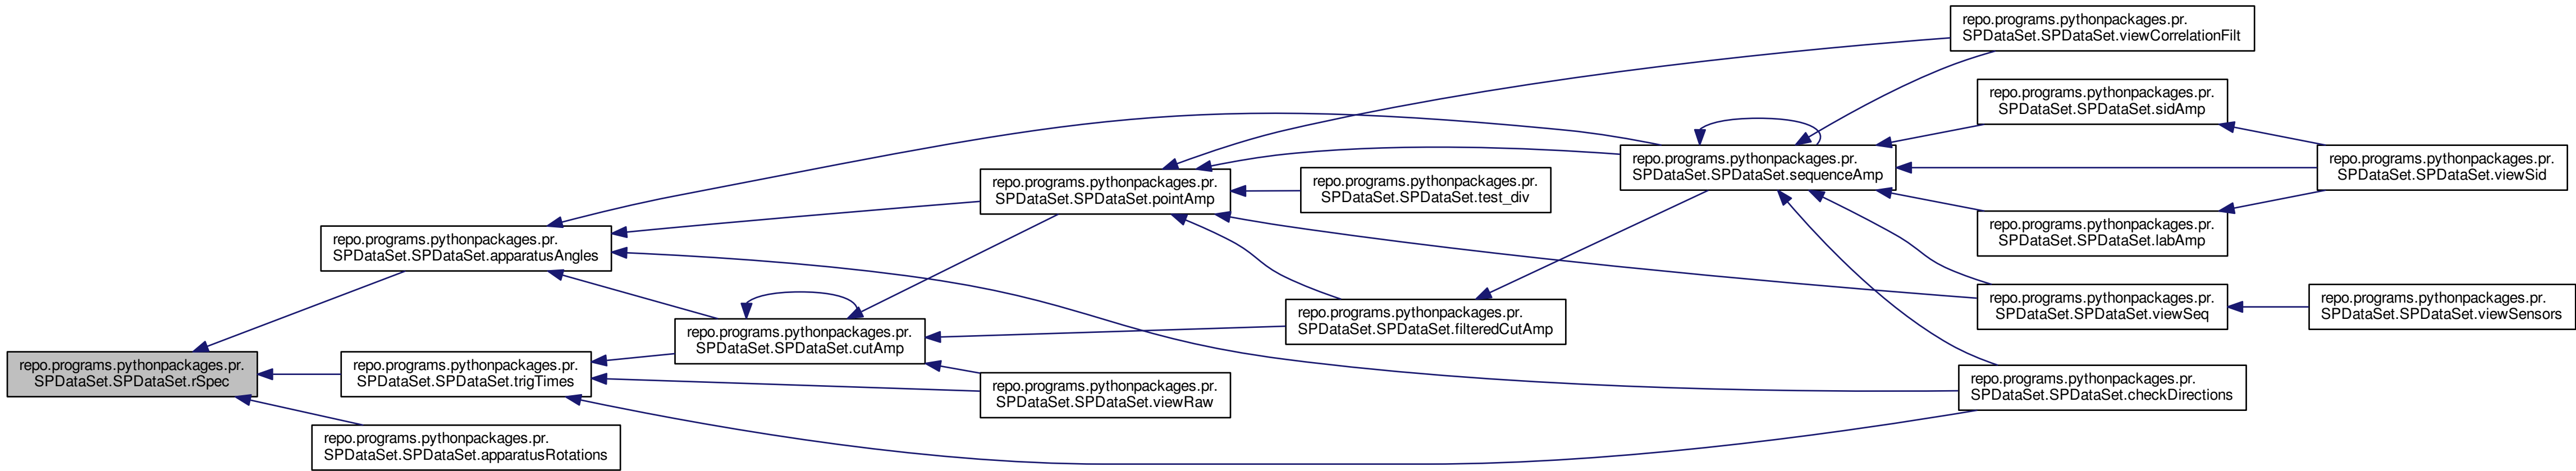 repo.programs.pythonpackages.pr.
SPDataSet.SPDataSet.rSpec
repo.programs.pythonpackages.pr.
SPDataSet.SPDataSet.apparatusAngles
repo.programs.pythonpackages.pr.
SPDataSet.SPDataSet.trigTimes
repo.programs.pythonpackages.pr.
SPDataSet.SPDataSet.apparatusRotations
repo.programs.pythonpackages.pr.
SPDataSet.SPDataSet.cutAmp
repo.programs.pythonpackages.pr.
SPDataSet.SPDataSet.pointAmp
repo.programs.pythonpackages.pr.
SPDataSet.SPDataSet.viewRaw
repo.programs.pythonpackages.pr.
SPDataSet.SPDataSet.test_div
repo.programs.pythonpackages.pr.
SPDataSet.SPDataSet.filteredCutAmp
repo.programs.pythonpackages.pr.
SPDataSet.SPDataSet.sequenceAmp
repo.programs.pythonpackages.pr.
SPDataSet.SPDataSet.viewCorrelationFilt
repo.programs.pythonpackages.pr.
SPDataSet.SPDataSet.sidAmp
repo.programs.pythonpackages.pr.
SPDataSet.SPDataSet.labAmp
repo.programs.pythonpackages.pr.
SPDataSet.SPDataSet.viewSeq
repo.programs.pythonpackages.pr.
SPDataSet.SPDataSet.checkDirections
repo.programs.pythonpackages.pr.
SPDataSet.SPDataSet.viewSid
repo.programs.pythonpackages.pr.
SPDataSet.SPDataSet.viewSensors